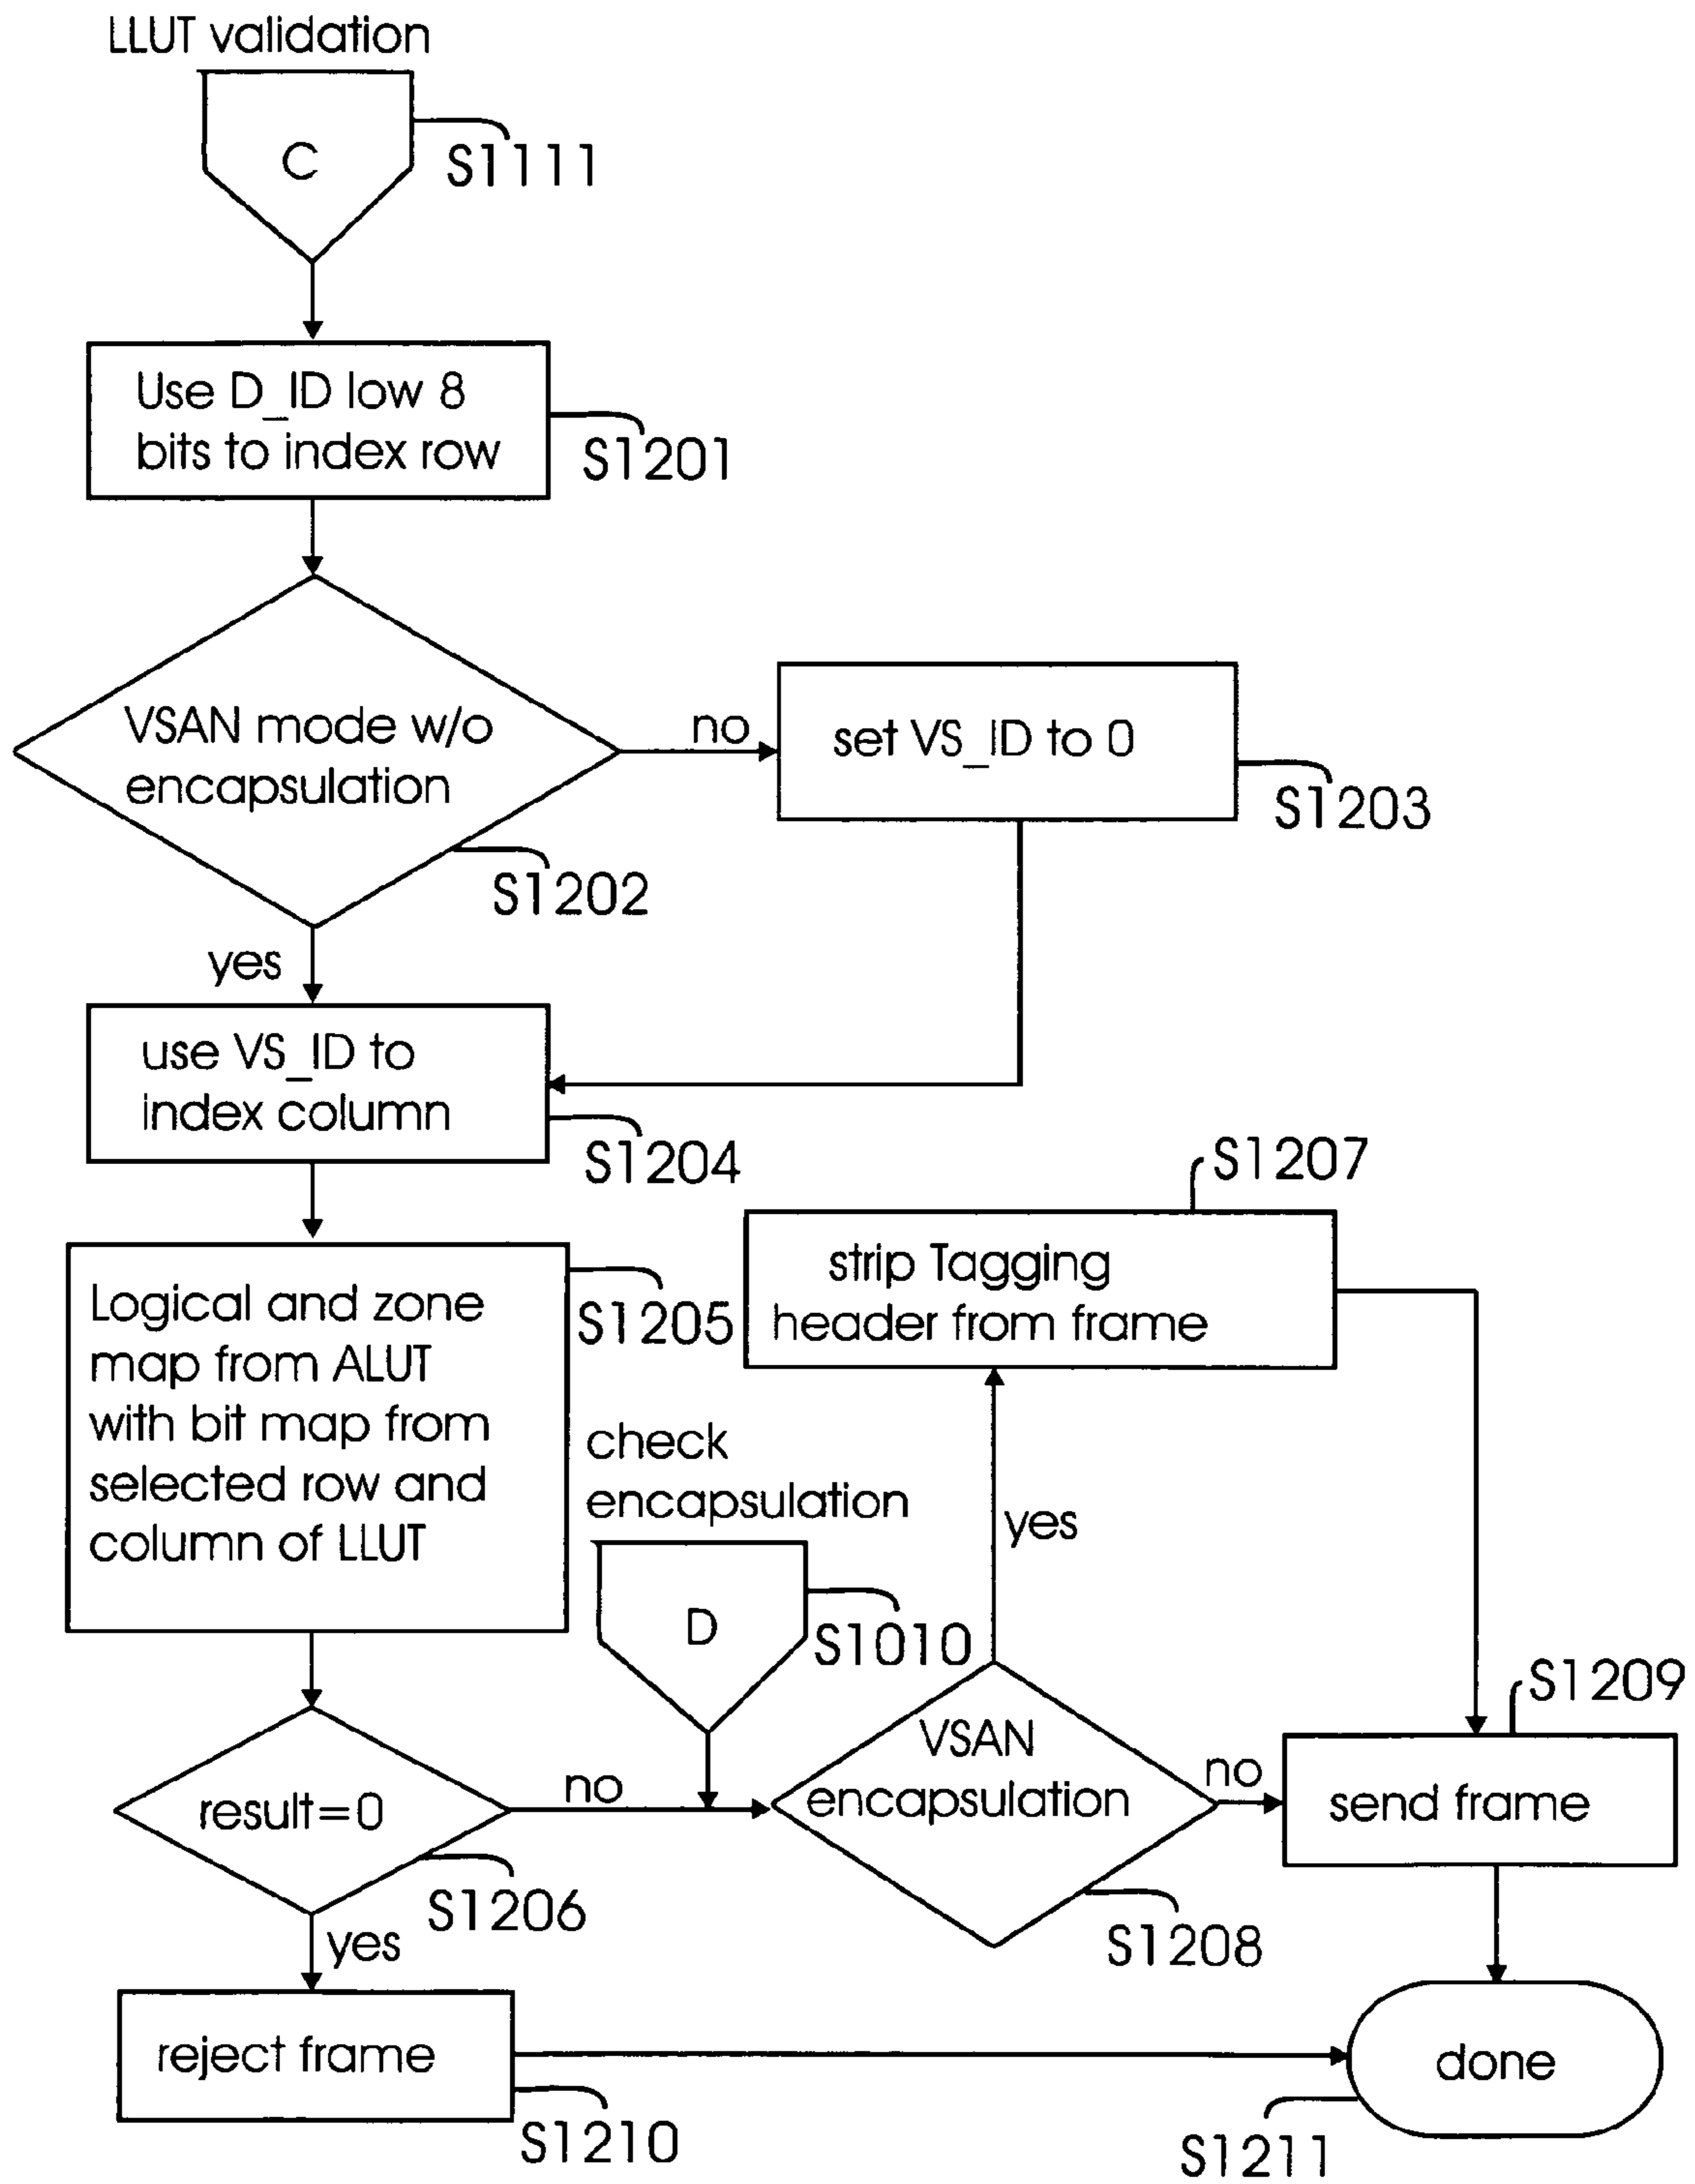 LLUT validation
C
S1111
Use D_ID low 8
bits to index row
S1201
VSAN mode w/o
encapsulation
S1202
no
set VS_ID to 0
S1203
yes
use VS_ID to
index column
S1204
Logical and zone
map from ALUT
with bit map from
selected row and
column of LLUT
S1205
S1207
strip Tagging
header from frame
check
encapsulation
D
S1010
yes
result=0
S1206
no
VSAN
encapsulation
S1208
no
S1209
send frame
yes
reject frame
S1210
done
S1211